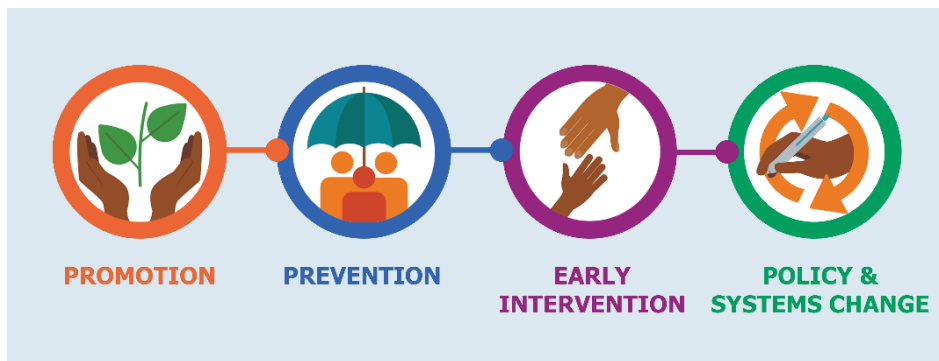 PROMOTION
PREVENTION
EARLY
INTERVENTION
POLICY &
SYSTEMS CHANGE